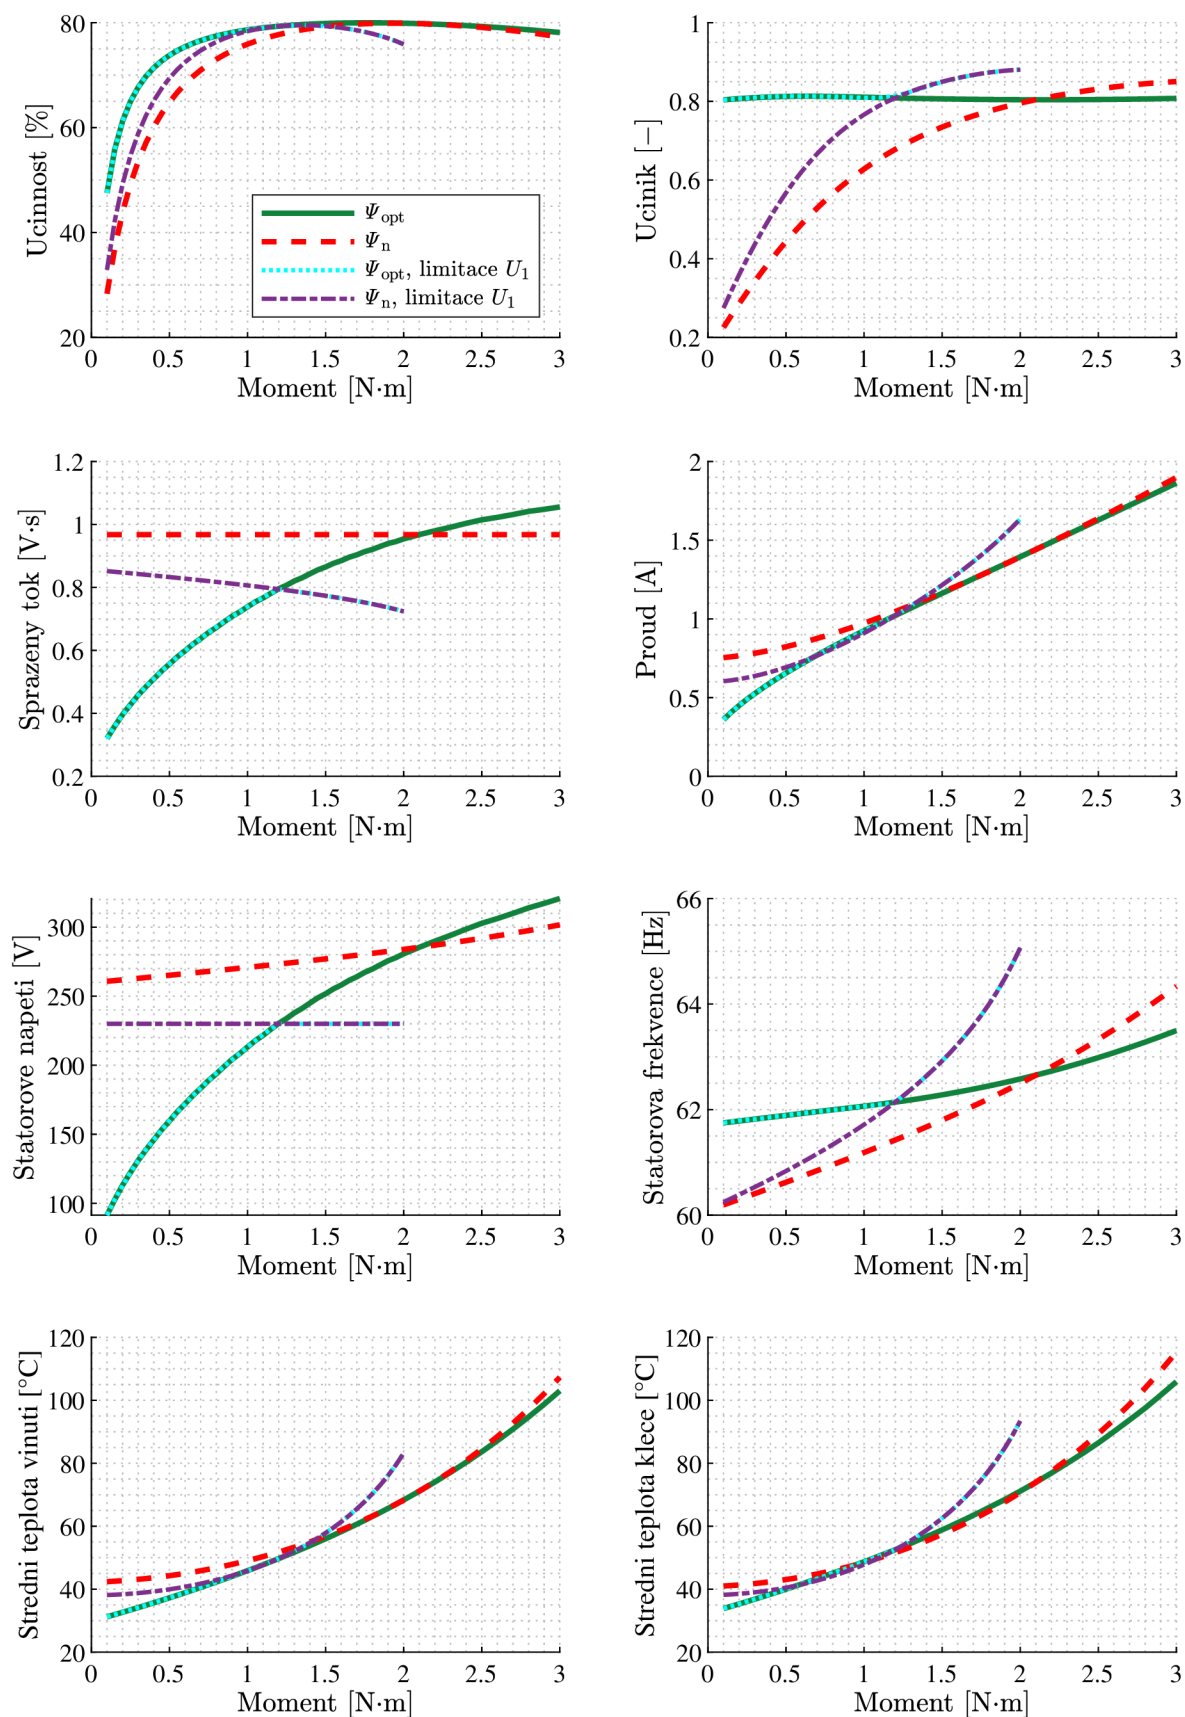 80
60
40
20
Ucinnost [%]
0 0.5 1 1.5 2 2.5 3
Moment [N·m]
Ψopt
Ψn
Ψopt, limitace U1
Ψn, limitace U1
1
0.8
0.6
0.4
0.2
Ucinik [−]
0 0.5 1 1.5 2 2.5 3
Moment [N·m]
1.2
1
0.8
0.6
0.4
0.2
Sprazeny tok [V·s]
0 0.5 1 1.5 2 2.5 3
Moment [N·m]
2
1.5
1
0.5
0
Proud [A]
0 0.5 1 1.5 2 2.5 3
Moment [N·m]
300
250
200
150
100
Statorove napeti [V]
0 0.5 1 1.5 2 2.5 3
Moment [N·m]
66
64
62
60
Statorova frekvence [Hz]
0 0.5 1 1.5 2 2.5 3
Moment [N·m]
120
100
80
60
40
20
Stredni teplota vinuti [°C]
0 0.5 1 1.5 2 2.5 3
Moment [N·m]
120
100
80
60
40
20
Stredni teplota klece [°C]
0 0.5 1 1.5 2 2.5 3
Moment [N·m]